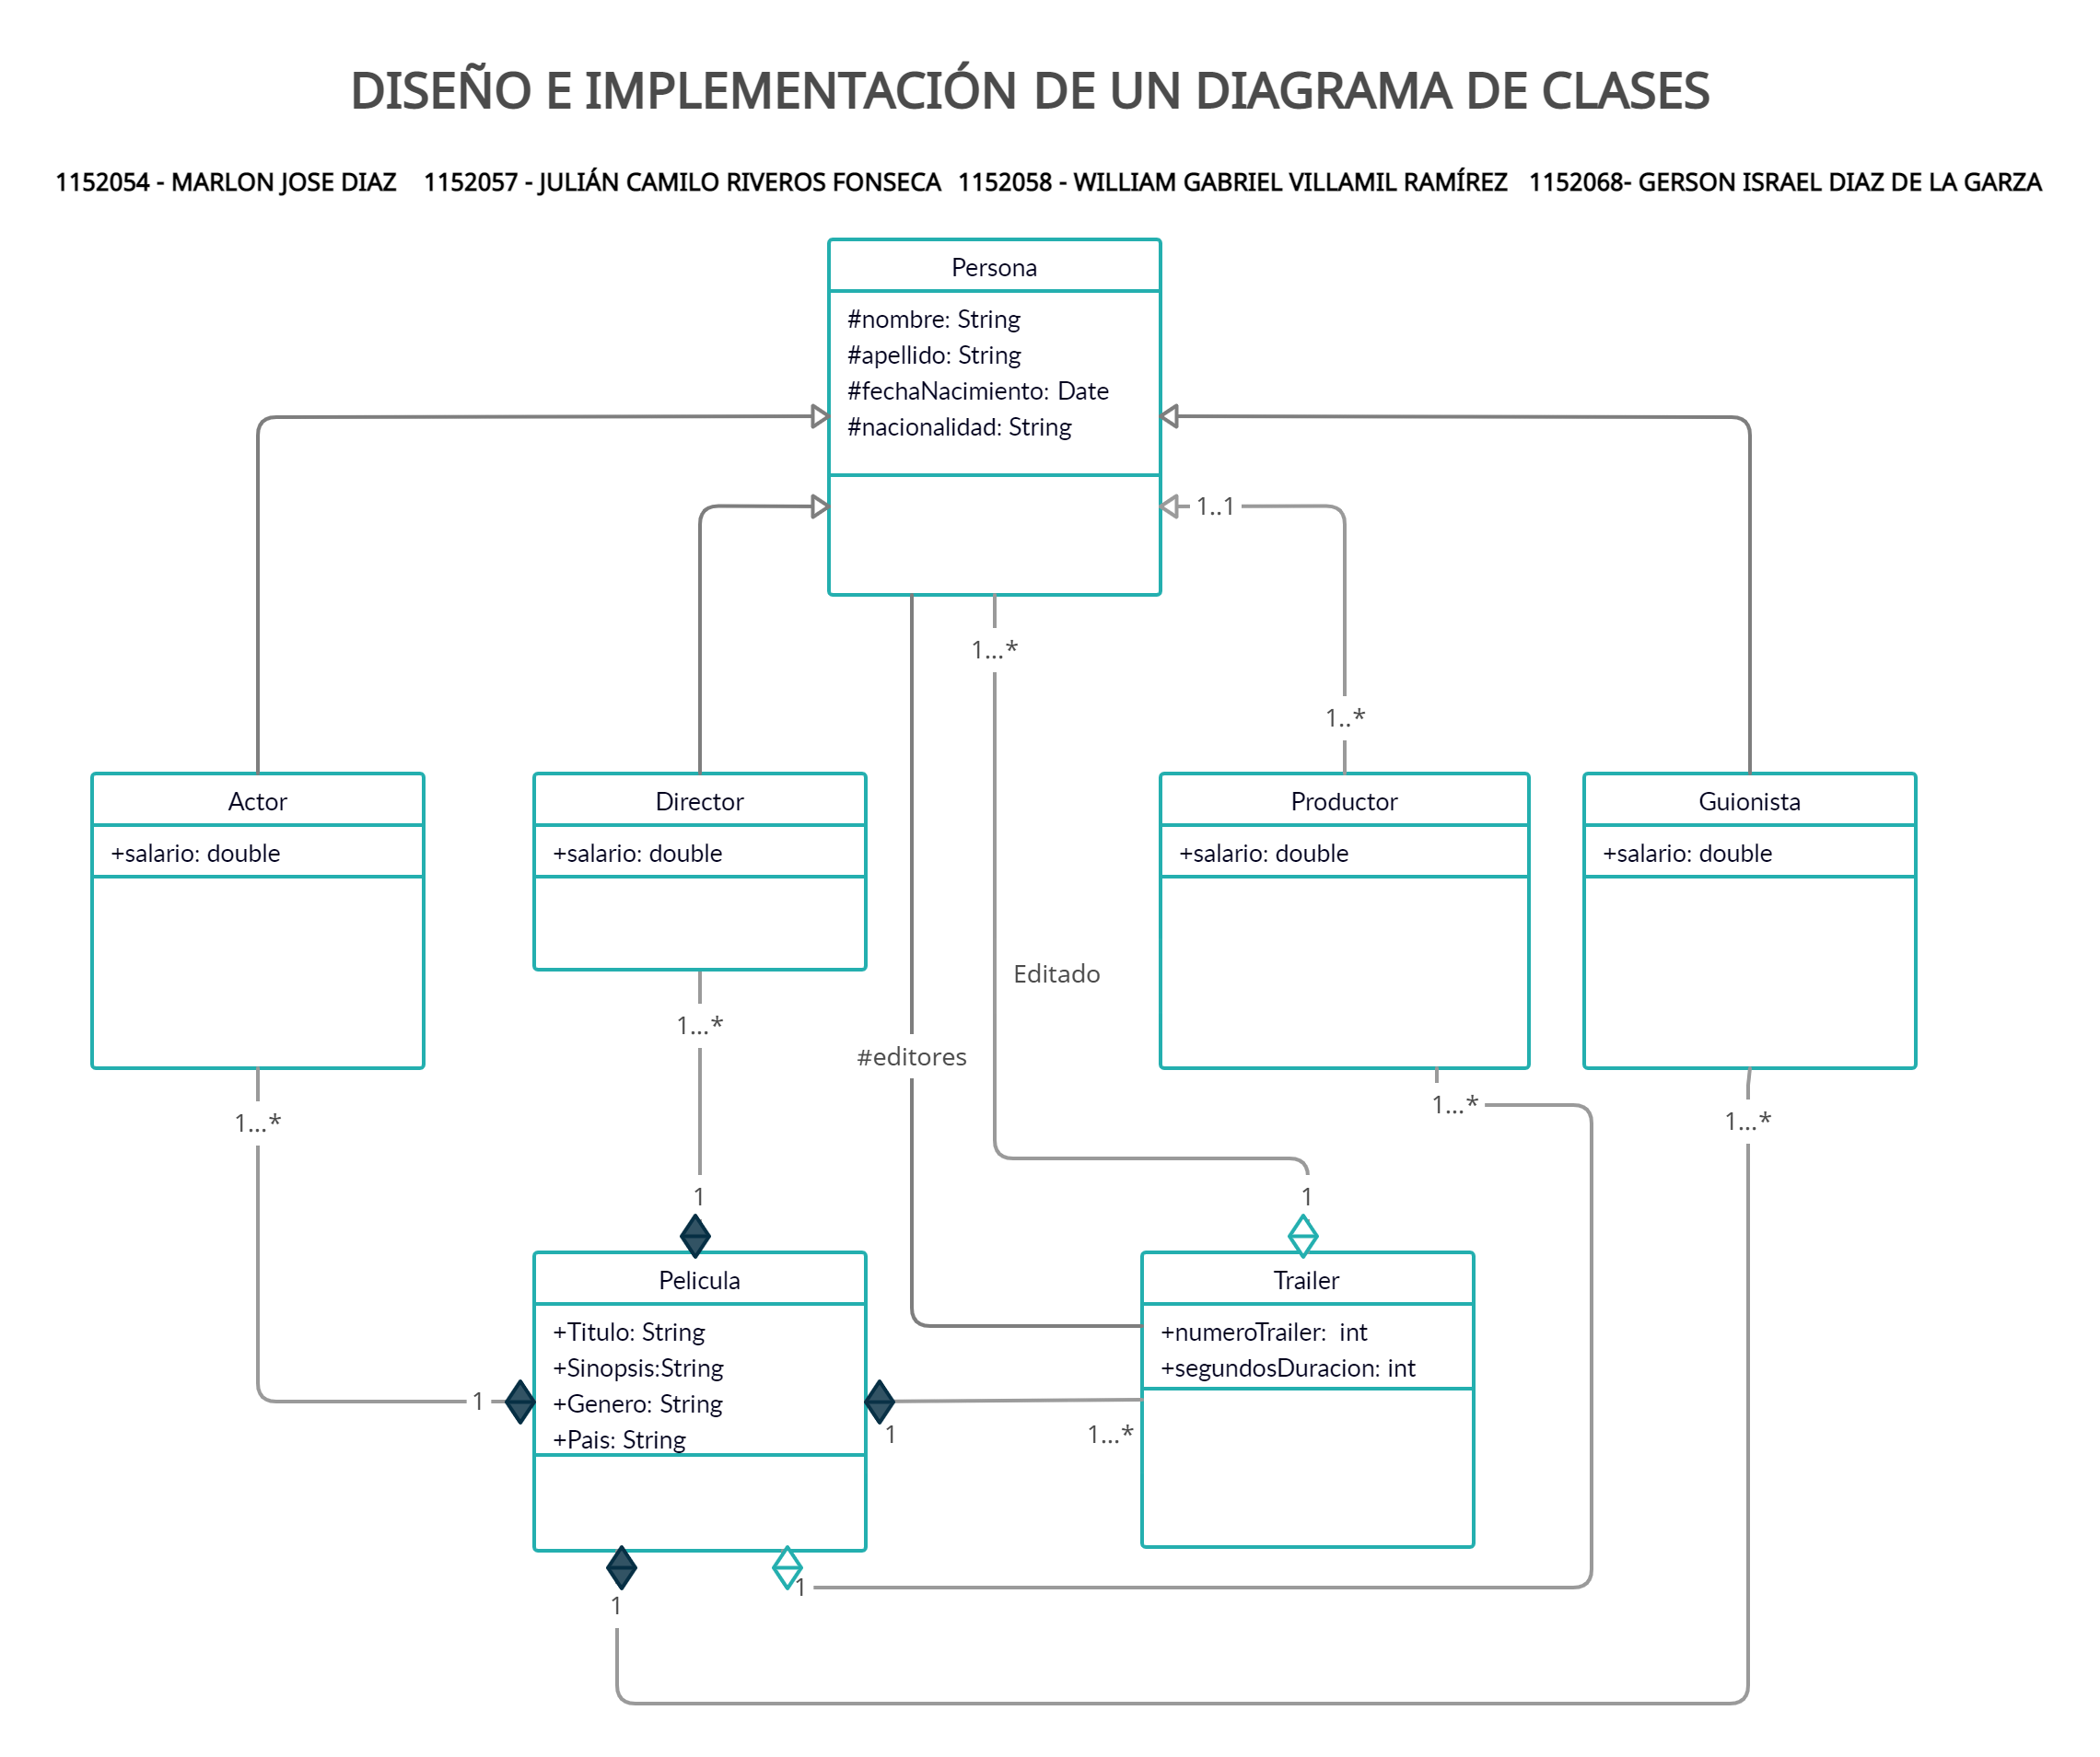 DISEÑO E IMPLEMENTACIÓN DE UN DIAGRAMA DE CLASES
1152054 - MARLON JOSE DIAZ 1152057 - JULIÁN CAMILO RIVEROS FONSECA 1152058 - WILLIAM GABRIEL VILLAMIL RAMÍREZ 1152068- GERSON ISRAEL DIAZ DE LA GARZA
Persona
#nombre: String
#apellido: String
#fechaNacimiento: Date
#nacionalidad: String
1..1
1...*
1..*
Actor
+salario: double
Director
+salario: double
Productor
+salario: double
Guionista
+salario: double
Editado
1...*
#editores
1...*
1...*
1...*
1
1
Pelicula
+Titulo: String
+Sinopsis:String
+Genero: String
+Pais: String
Trailer
+numeroTrailer: int
+segundosDuracion: int
1
1
1...*
1
1